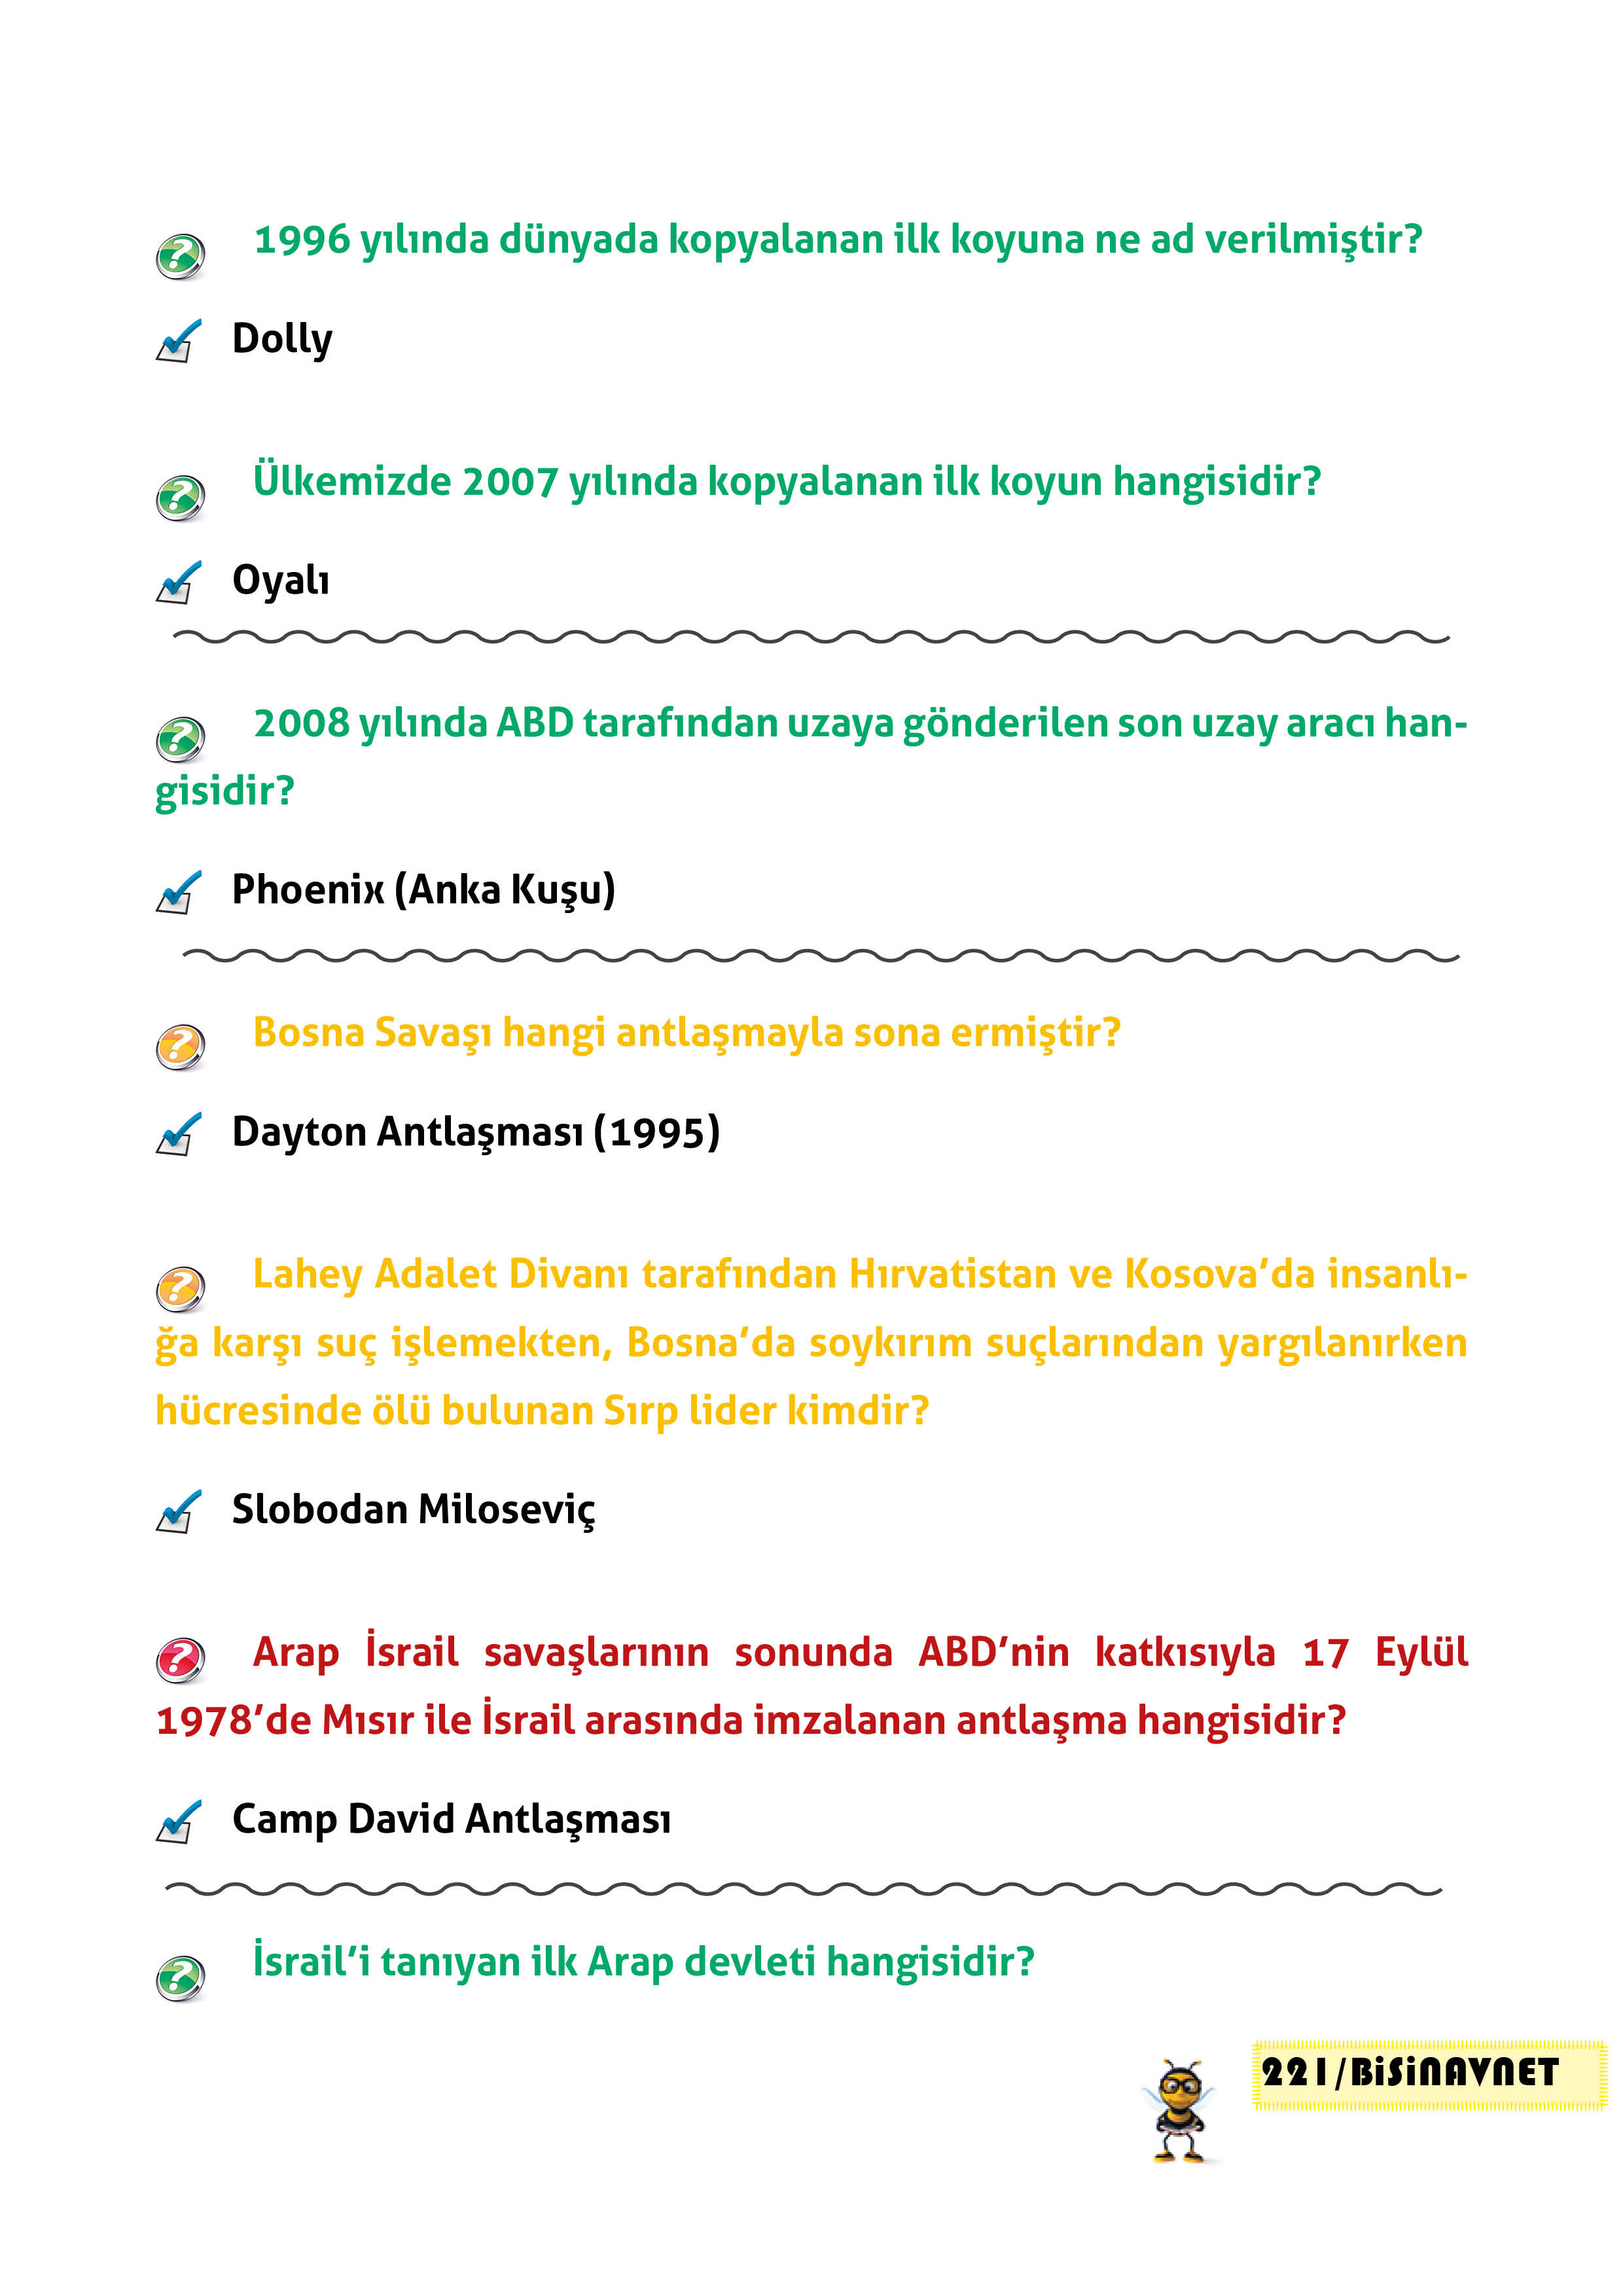 1996 yılında dünyada kopyalanan ilk koyuna ne ad verilmiştir?
Dolly
Ülkemizde 2007 yılında kopyalanan ilk koyun hangisidir?
Oyalı
2008 yılında ABD tarafından uzaya gönderilen son uzay aracı han-
gisidir?
Phoenix (Anka Kuşu)
Bosna Savaşı hangi antlaşmayla sona ermiştir?
Dayton Antlaşması (1995)
Lahey Adalet Divanı tarafından Hırvatistan ve Kosova’da insanlı-
ğa karşı suç işlemekten, Bosna’da soykırım suçlarından yargılanırken
hücresinde ölü bulunan Sırp lider kimdir?
Slobodan Miloseviç
Arap İsrail savaşlarının sonunda ABD’nin katkısıyla 17 Eylül
1978’de Mısır ile İsrail arasında imzalanan antlaşma hangisidir?
Camp David Antlaşması
İsrail’i tanıyan ilk Arap devleti hangisidir?
221/BiSiNAVNET